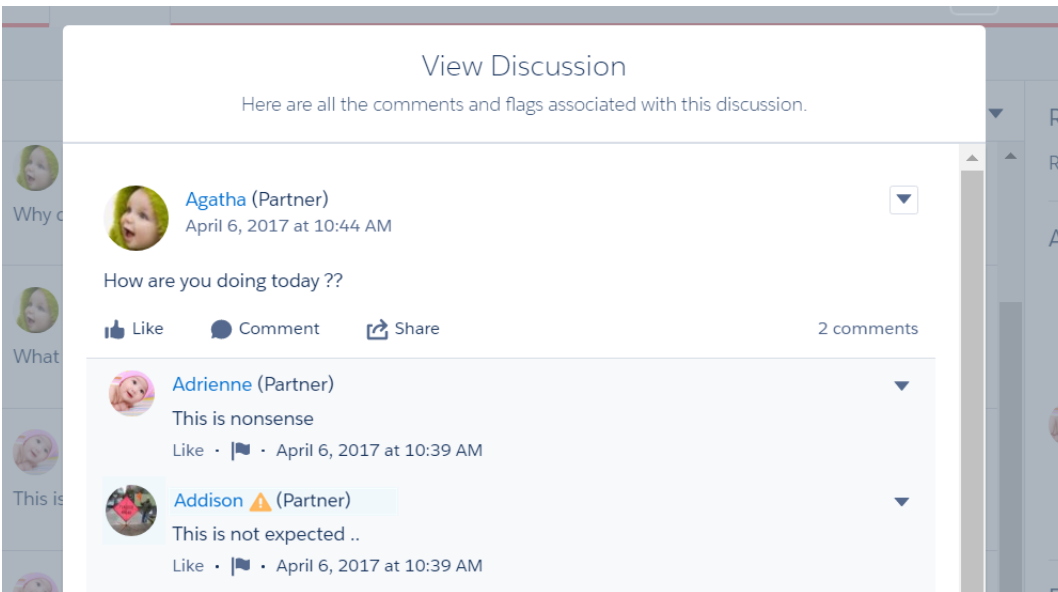 View Discussion
Here are all the comments and flags associated with this discussion.
Agatha (Partner)
April 6, 2017 at 10:44 AM
How are you doing today ??
Like Comment Share 2 comments
Adrienne (Partner)
This is nonsense
Like · April 6, 2017 at 10:39 AM
Addison (Partner)
This is not expected ..
Like · April 6, 2017 at 10:39 AM
Why
What
This is